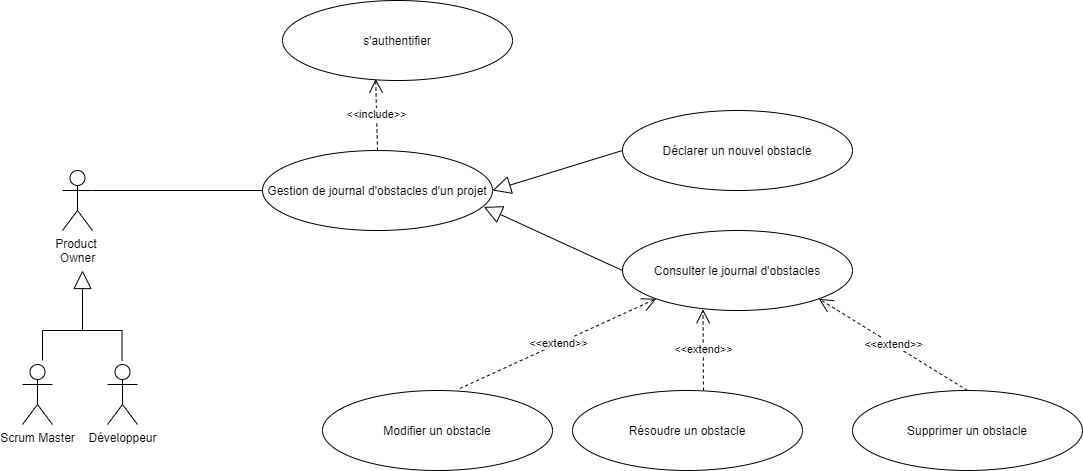 s'authentifier
<<include>>
Déclarer un nouvel obstacle
Gestion de journal d'obstacles d'un projet
Product
Owner
Consulter le journal d'obstacles
<<extend>>
<<extend>>
<<extend>>
Scrum Master
Développeur
Modifier un obstacle
Résoudre un obstacle
Supprimer un obstacle